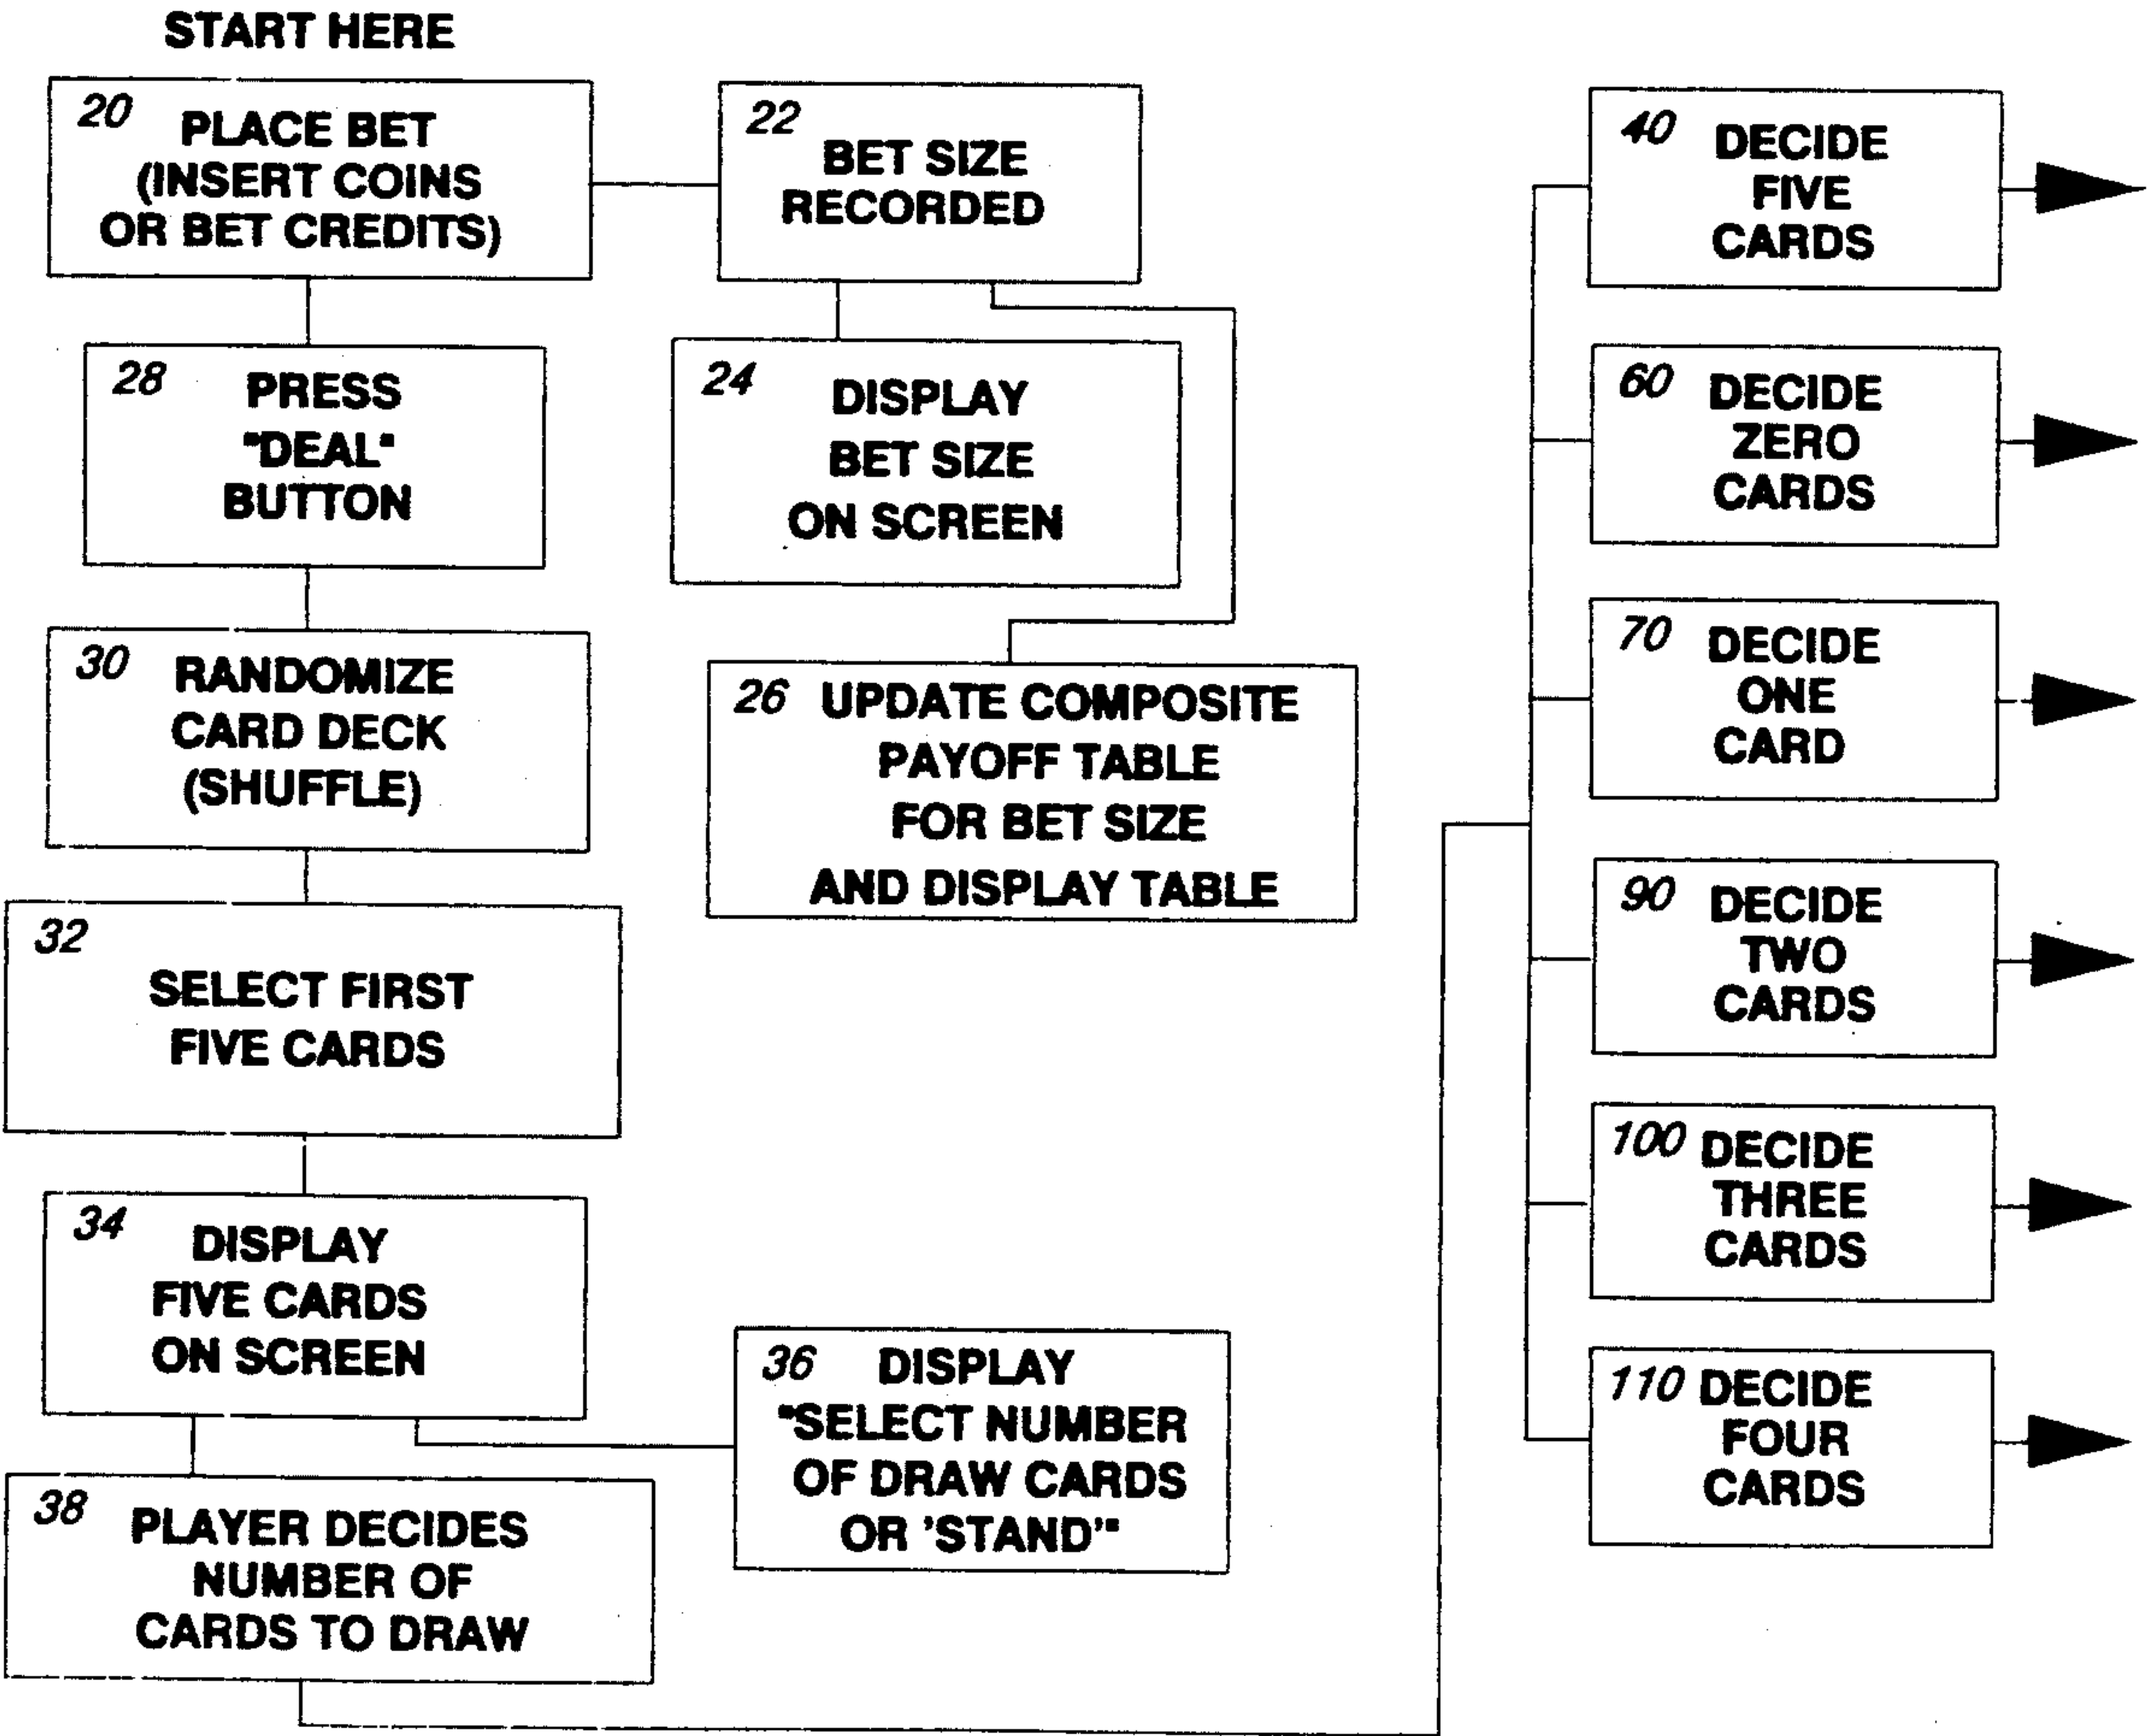 START HERE
20 PLACE BET
(INSERT COINS
OR BET CREDITS)
22
BET SIZE
RECORDED
28 PRESS
"DEAL"
BUTTON
24 DISPLAY
BET SIZE
ON SCREEN
30 RANDOMIZE
CARD DECK
(SHUFFLE)
26 UPDATE COMPOSITE
PAYOFF TABLE
FOR BET SIZE
AND DISPLAY TABLE
32
SELECT FIRST
FIVE CARDS
34
DISPLAY
FIVE CARDS
ON SCREEN
36 DISPLAY
"SELECT NUMBER
OF DRAW CARDS
OR 'STAND'"
38 PLAYER DECIDES
NUMBER OF
CARDS TO DRAW
40 DECIDE
FIVE
CARDS
60 DECIDE
ZERO
CARDS
70 DECIDE
ONE
CARD
90 DECIDE
TWO
CARDS
100 DECIDE
THREE
CARDS
110 DECIDE
FOUR
CARDS